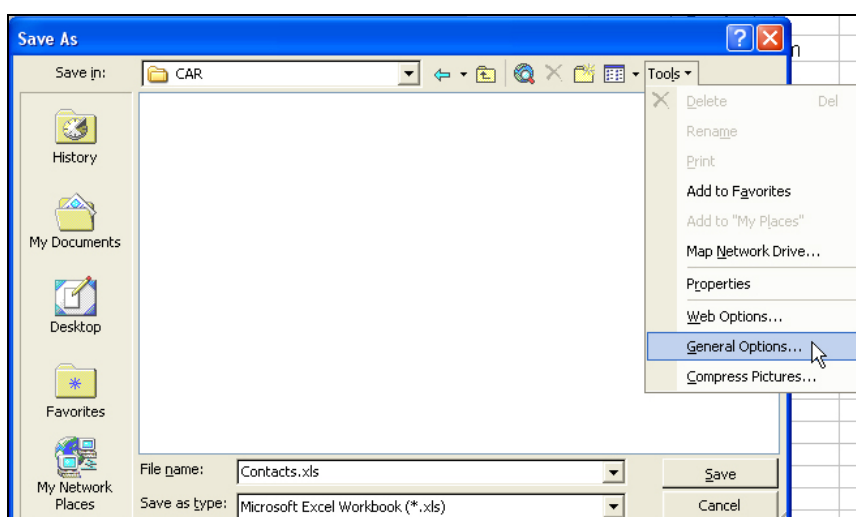 Save As
Save in:
CAR
Tools
Delete Del
Rename
Print
Add to Favorites
Add to "My Places"
Map Network Drive...
Properties
Web Options...
General Options...
Compress Pictures...
History
My Documents
Desktop
Favorites
My Network
Places
File name:
Contacts.xls
Save
Save as type:
Microsoft Excel Workbook (*.xls)
Cancel